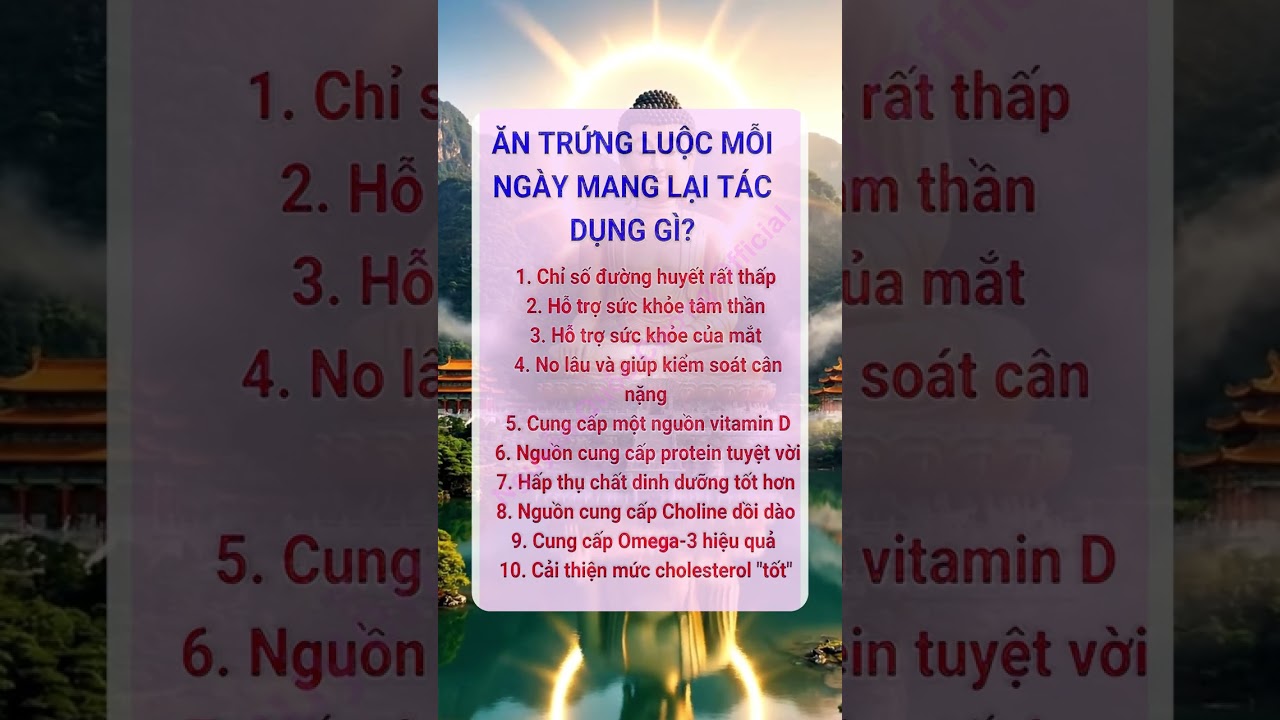 ĂN TRỨNG LUỘC MỖI
NGÀY MANG LẠI TÁC
DỤNG GÌ?
1. Chỉ số đường huyết rất thấp
2. Hỗ trợ sức khỏe tâm thần
3. Hỗ trợ sức khỏe của mắt
4. No lâu và giúp kiểm soát cân
nặng
5. Cung cấp một nguồn vitamin D
6. Nguồn cung cấp protein tuyệt vời
7. Hấp thụ chất dinh dưỡng tốt hơn
8. Nguồn cung cấp Choline dồi dào
9. Cung cấp Omega-3 hiệu quả
10. Cải thiện mức cholesterol "tốt"